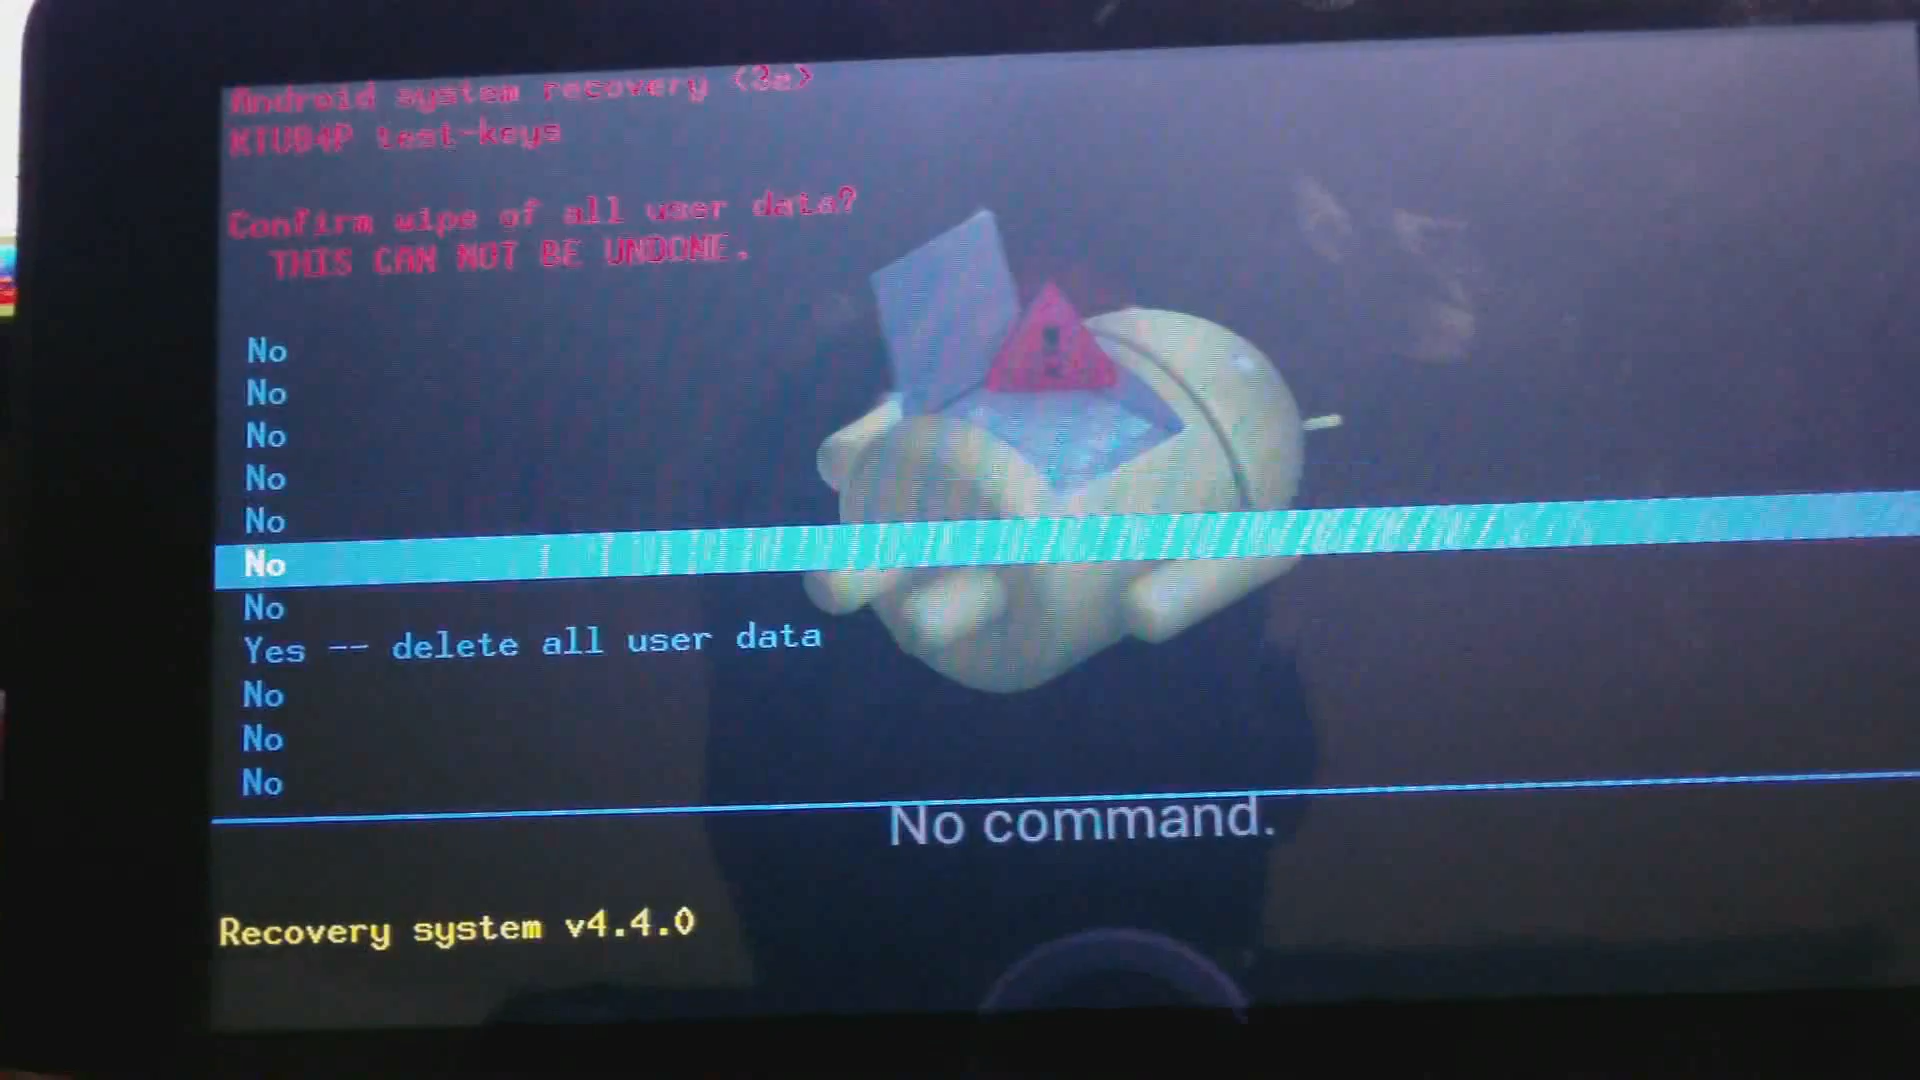 Android system recovery <3e>
KTU84P test-keys
Confirm wipe of all user data?
THIS CAN NOT BE UNDONE.
No
No
No
No
No
No
No
Yes -- delete all user data
No
No
No
No command.
Recovery system v4.4.0